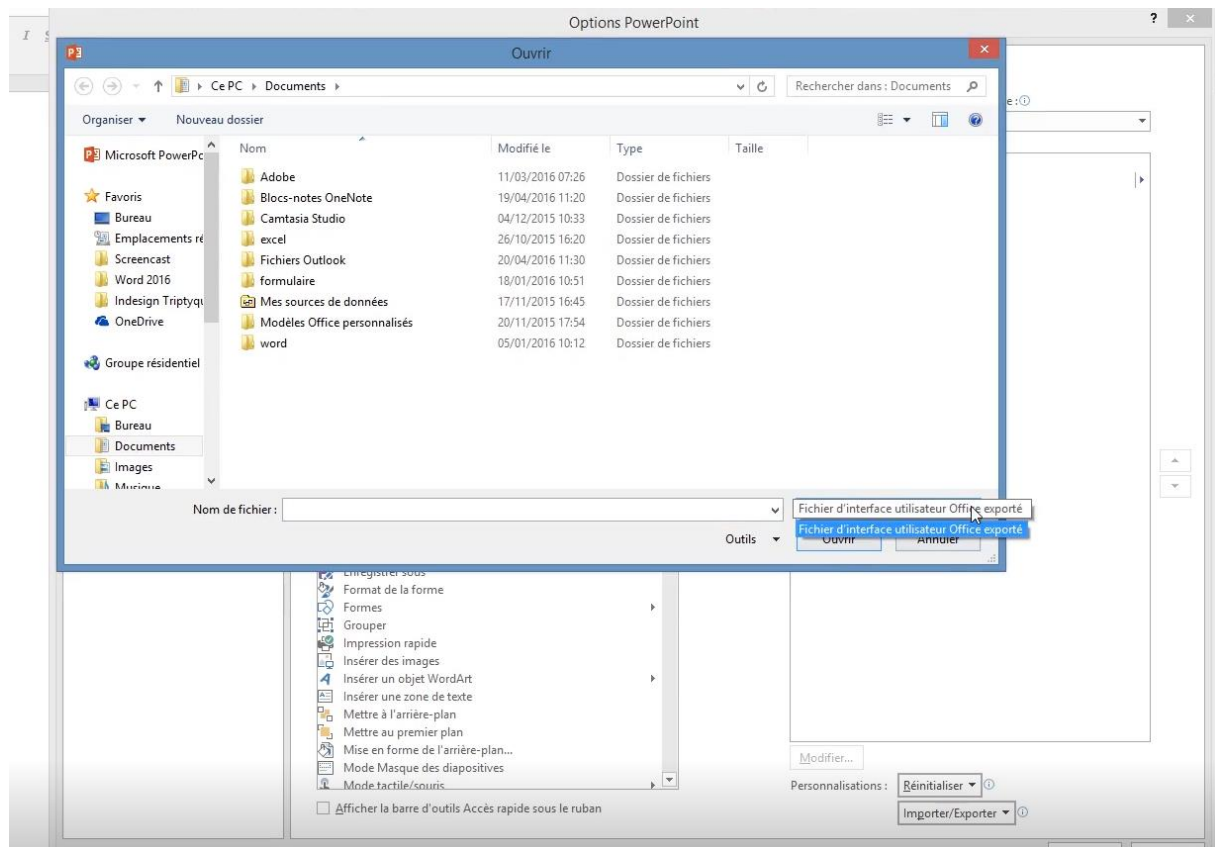 I S
Options PowerPoint
?
Ouvrir
Ce PC Documents
Rechercher dans : Documents
e :
Organiser Nouveau dossier
Nom Modifié le Type Taille
Microsoft PowerPc
Favoris
Bureau
Emplacements ré
Screencast
Word 2016
Indesign Triptyqu
OneDrive
Groupe résidentiel
Ce PC
Bureau
Documents
Images
Musique
Adobe 11/03/2016 07:26 Dossier de fichiers
Blocs-notes OneNote 19/04/2016 11:20 Dossier de fichiers
Camtasia Studio 04/12/2015 10:33 Dossier de fichiers
excel 26/10/2015 16:20 Dossier de fichiers
Fichiers Outlook 20/04/2016 11:30 Dossier de fichiers
formulaire 18/01/2016 10:51 Dossier de fichiers
Mes sources de données 17/11/2015 16:45 Dossier de fichiers
Modèles Office personnalisés 20/11/2015 17:54 Dossier de fichiers
word 05/01/2016 10:12 Dossier de fichiers
Nom de fichier :
Fichier d'interface utilisateur Office exporté
Fichier d'interface utilisateur Office exporté
Outils Ouvrir Annuler
Enregistrer sous
Format de la forme
Formes
Grouper
Impression rapide
Insérer des images
Insérer un objet WordArt
Insérer une zone de texte
Mettre à l'arrière-plan
Mettre au premier plan
Mise en forme de l'arrière-plan...
Mode Masque des diapositives
Mode tactile/souris
Afficher la barre d'outils Accès rapide sous le ruban
Modifier...
Personnalisations : Réinitialiser
Importer/Exporter